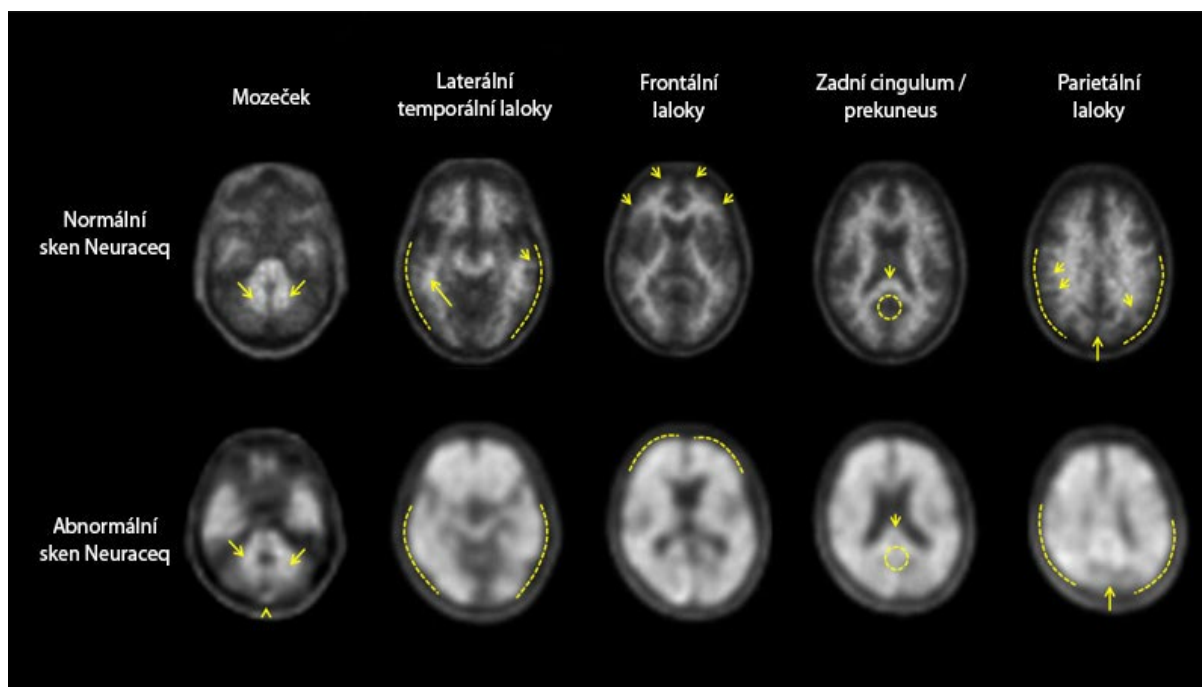 Mozeček
Laterální
temporální laloky
Frontální
laloky
Zadní cingulum /
prekuneus
Parietální
laloky
Normální
sken Neuraceq
Abnormální
sken Neuraceq